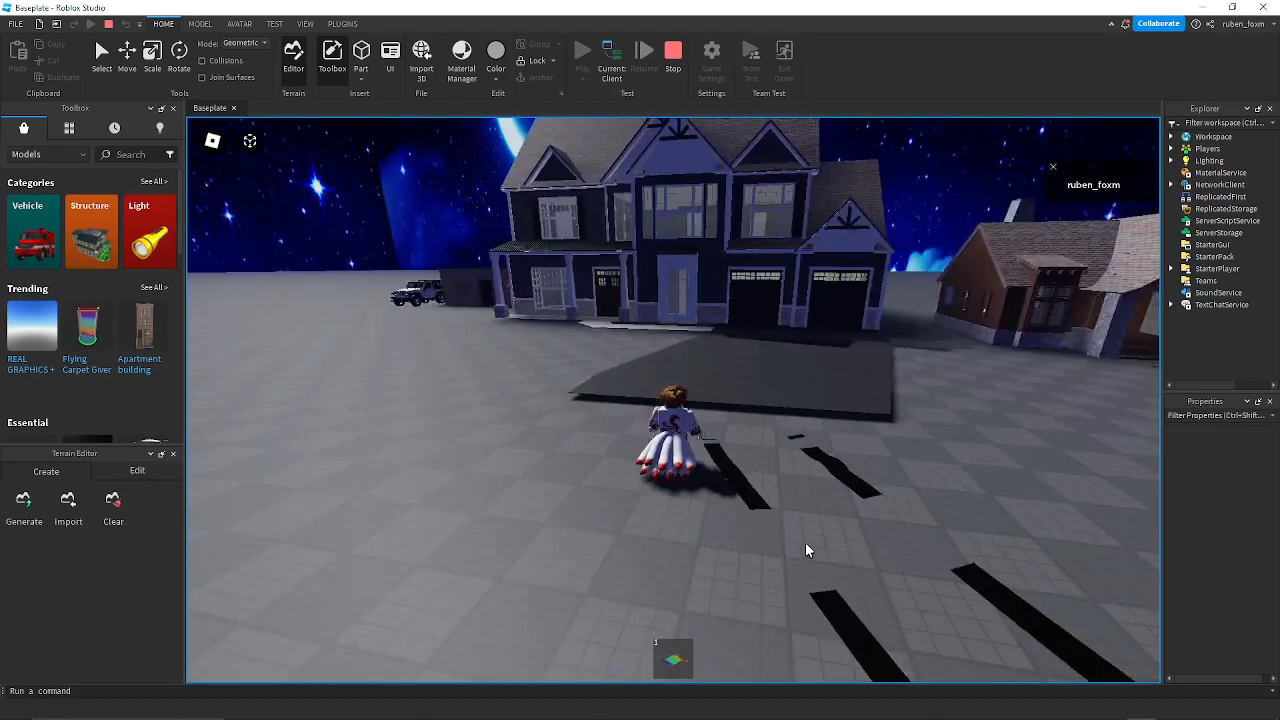 Baseplate - Roblox Studio
FILE HOME MODEL AVATAR TEST VIEW PLUGINS Collaborate ruben_foxm
Paste Copy Cut Duplicate
Select Move Scale Rotate
Mode: Geometric
Collisions
Join Surfaces
Editor Toolbox Part UI Import 3D Material Manager Color Group Lock Anchor Play Current: Client Resume Stop Game Settings Team Test Exit Game
Clipboard Tools Terrain Insert File Edit Test Settings Team Test
Toolbox
Models Search
Categories See All >
Vehicle Structure Light
Trending See All >
REAL GRAPHICS + Flying Carpet Giver Apartment building
Essential
Terrain Editor
Create Edit
Generate Import Clear
Baseplate
ruben_foxm
1
Explorer
Filter workspace (Ctrl...
Workspace
Players
Lighting
MaterialService
NetworkClient
ReplicatedFirst
ReplicatedStorage
ServerScriptService
ServerStorage
StarterGui
StarterPack
StarterPlayer
Teams
SoundService
TextChatService
Properties
Filter Properties (Ctrl+Shift...
Run a command